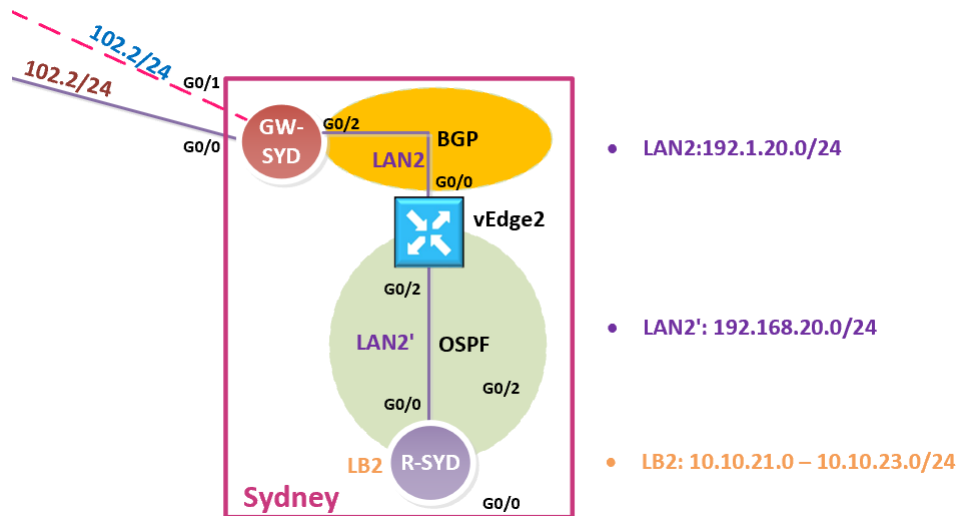 102.2/24
102.2/24
G0/1
G0/0
GW-
SYD
G0/2
BGP
LAN2
G0/0
vEdge2
G0/2
LAN2'
OSPF
G0/2
G0/0
LB2
R-SYD
G0/0
Sydney
• LAN2:192.1.20.0/24
• LAN2': 192.168.20.0/24
• LB2: 10.10.21.0 – 10.10.23.0/24